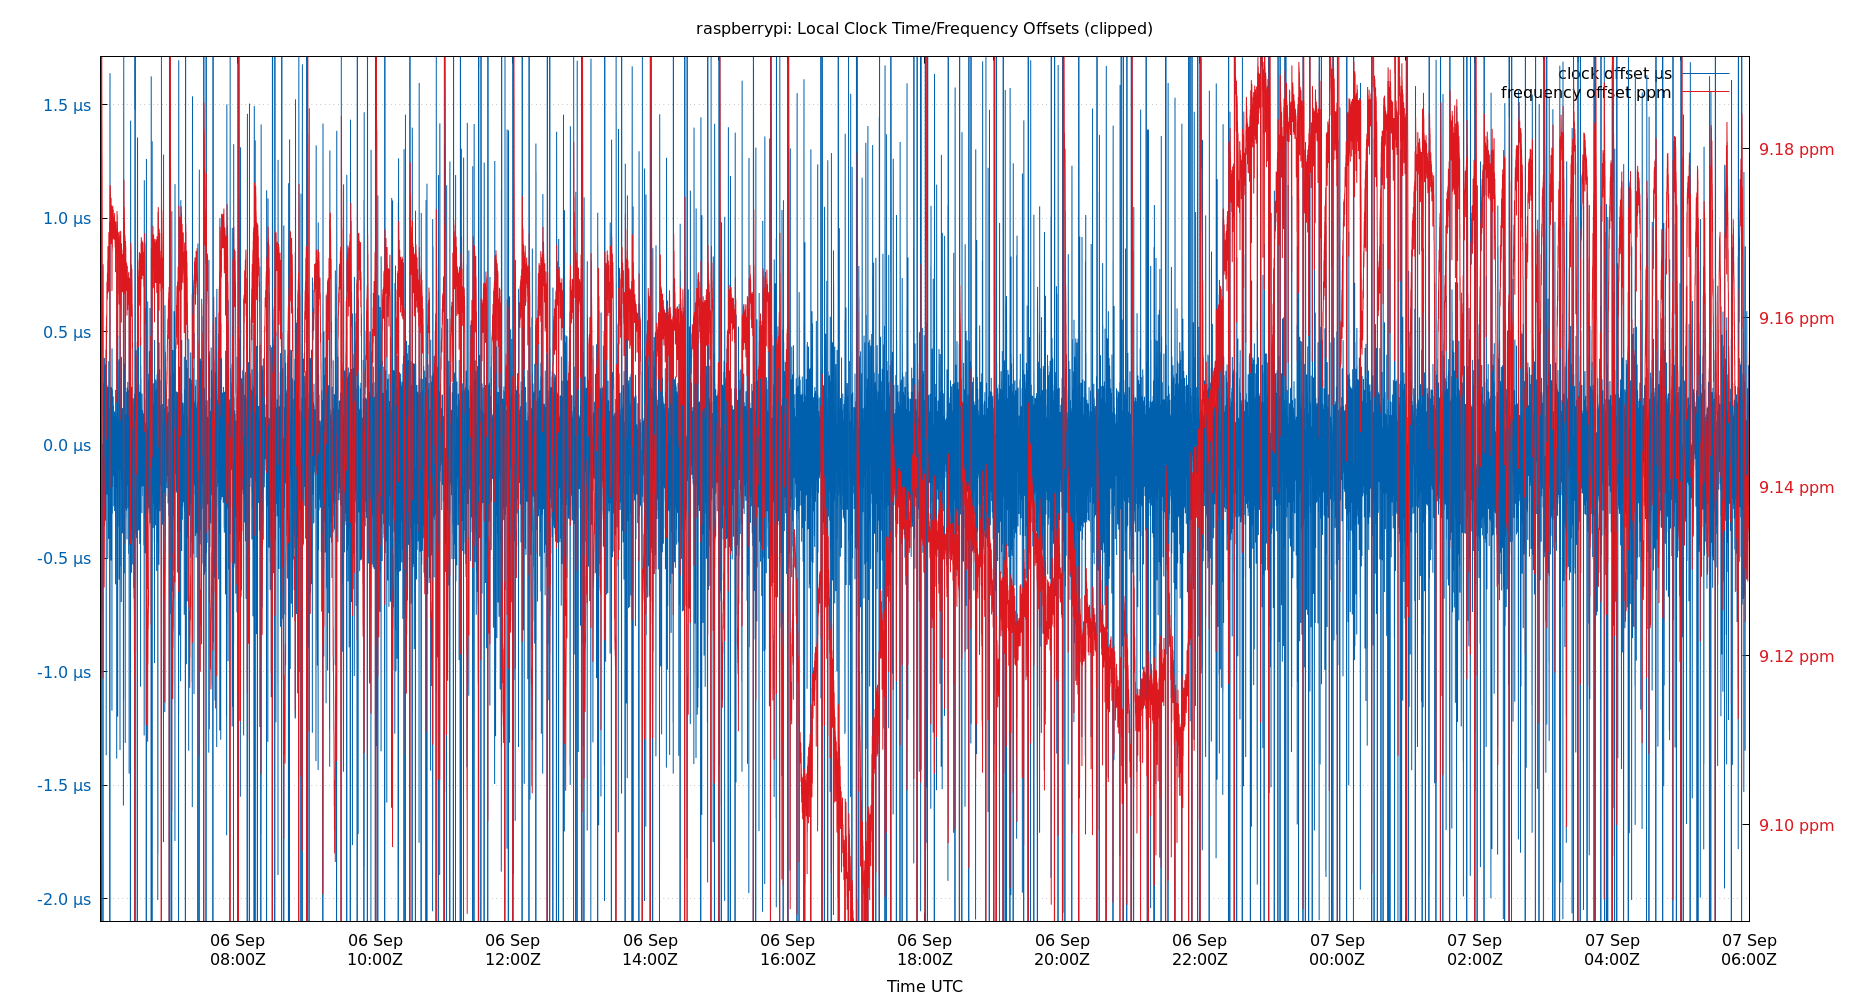 raspberrypi: Local Clock Time/Frequency Offsets (clipped)
clock offset µs
frequency offset ppm
1.5 µs
1.0 µs
0.5 µs
0.0 µs
-0.5 µs
-1.0 µs
-1.5 µs
-2.0 µs
9.18 ppm
9.16 ppm
9.14 ppm
9.12 ppm
9.10 ppm
06 Sep 06 Sep 06 Sep 06 Sep 06 Sep 06 Sep 06 Sep 06 Sep 07 Sep 07 Sep 07 Sep 07 Sep
08:00Z 10:00Z 12:00Z 14:00Z 16:00Z 18:00Z 20:00Z 22:00Z 00:00Z 02:00Z 04:00Z 06:00Z
Time UTC